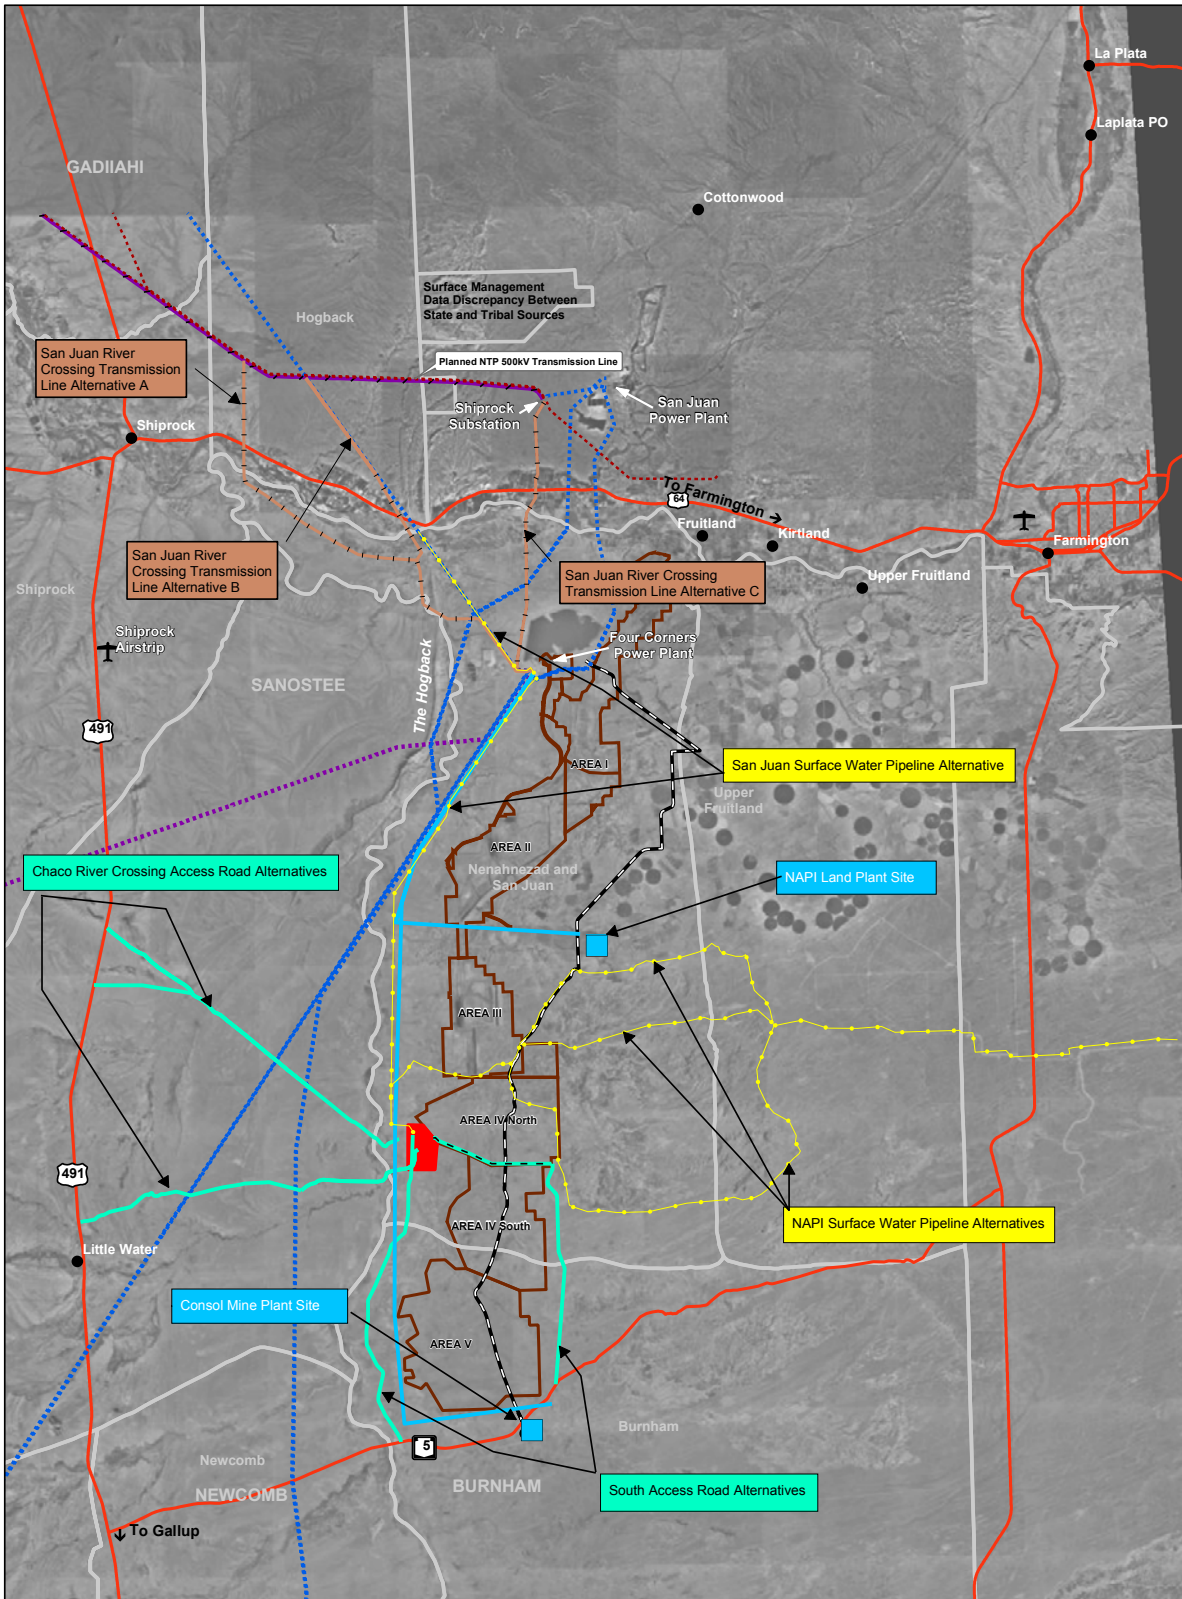 La Plata
Laplata PO
GADIIAHI
Cottonwood
Surface Management
Data Discrepancy Between
State and Tribal Sources
Hogback
San Juan River
Crossing Transmission
Line Alternative A
Planned NTP 500kV Transmission Line
San Juan
Power Plant
Shiprock
Substation
Shiprock
To Farmington →
64
Fruitland
Kirtland
Farmington
San Juan River
Crossing Transmission
Line Alternative B
San Juan River Crossing
Transmission Line Alternative C
Upper Fruitland
Shiprock
Shiprock
Airstrip
Four Corners
Power Plant
The Hogback
SANOSTEE
491
San Juan Surface Water Pipeline Alternative
AREA I
Upper
Fruitland
AREA II
Nenahnezad and
San Juan
Chaco River Crossing Access Road Alternatives
NAPI Land Plant Site
AREA III
AREA IV North
491
AREA IV South
NAPI Surface Water Pipeline Alternatives
Little Water
Consol Mine Plant Site
AREA V
Burnham
5
Newcomb
NEWCOMB
BURNHAM
South Access Road Alternatives
To Gallup